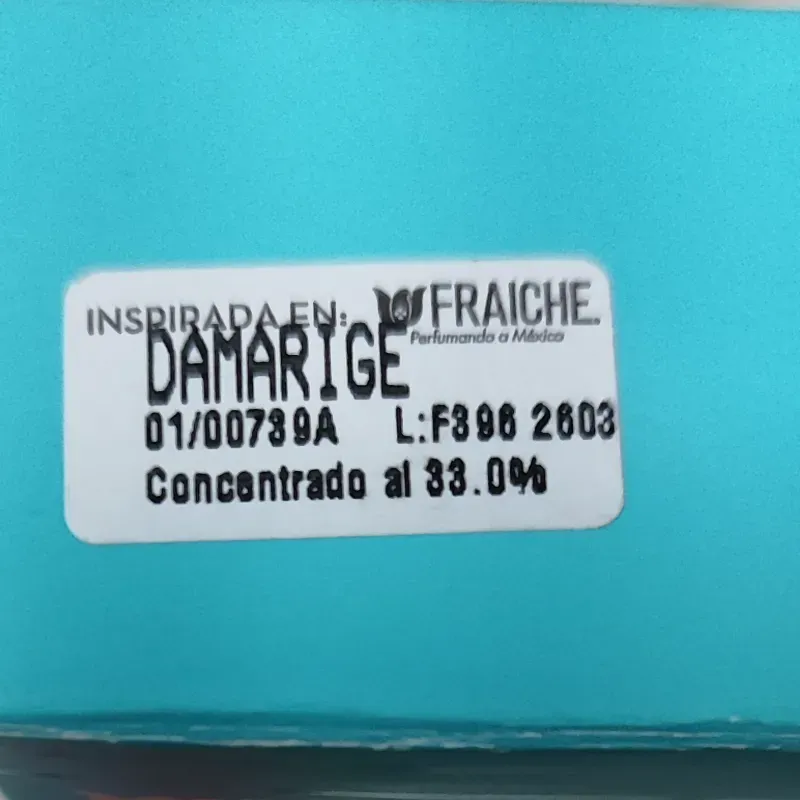 INSPIRADA EN: FRAICHE.
Perfumando a México
DAMARIGE
01/00739A L:F396 2603
Concentrado al 33.0%